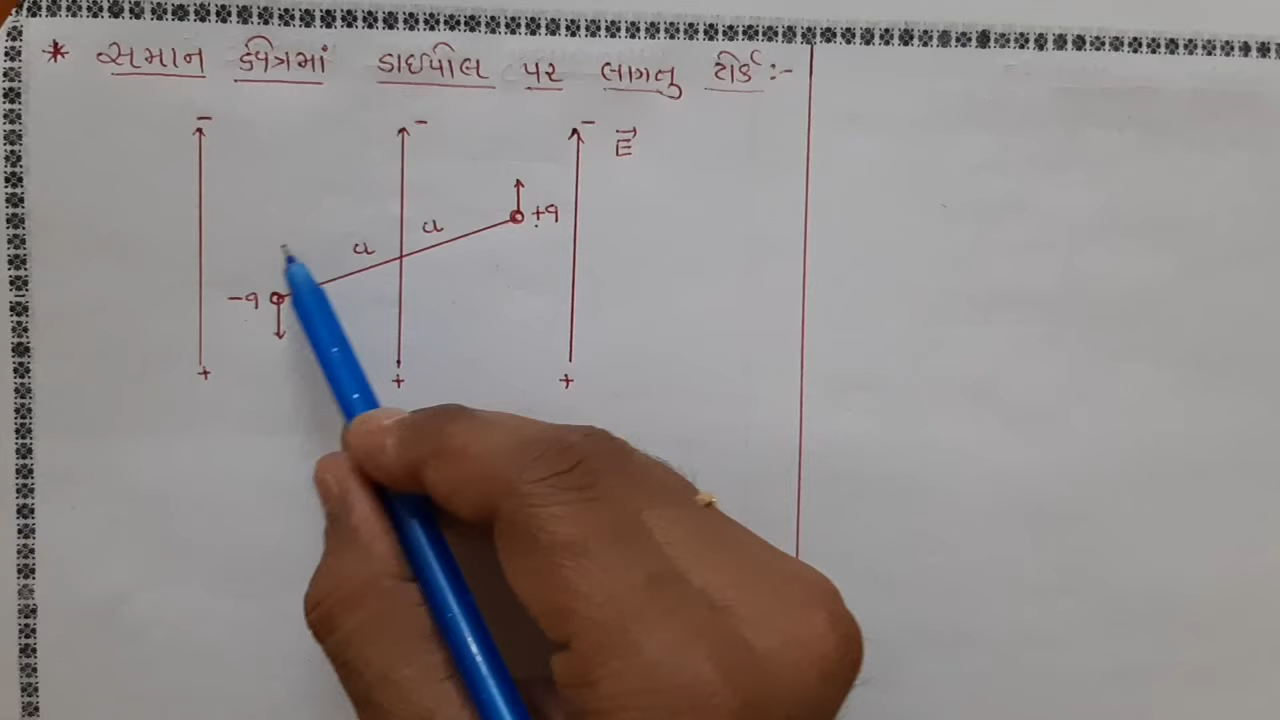 * સમાન ક્ષેત્રમાં ડાઇપોલ પર લાગતુ ટોર્ક :-
- - - E⃗
a a +q
-q
+ + +